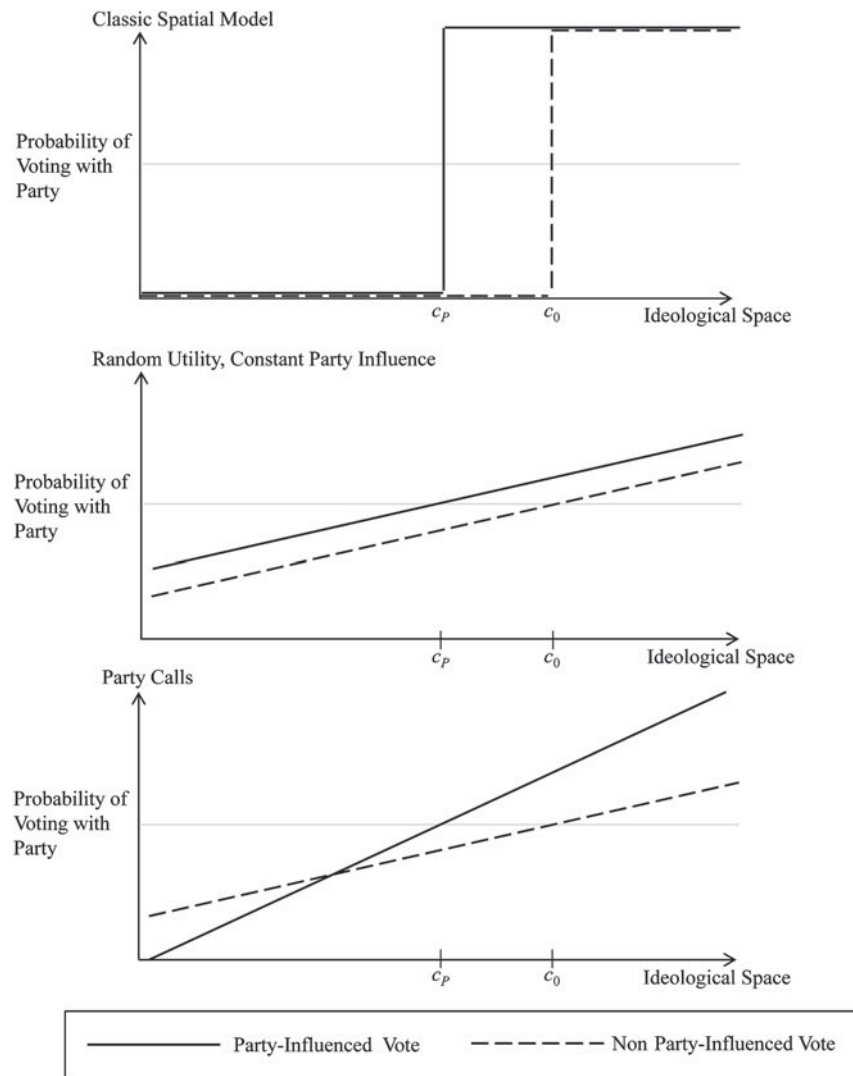 Classic Spatial Model
Probability of
Voting with
Party
c_P
c_0
Ideological Space
Random Utility, Constant Party Influence
Probability of
Voting with
Party
c_P
c_0
Ideological Space
Party Calls
Probability of
Voting with
Party
c_P
c_0
Ideological Space
Party-Influenced Vote
Non Party-Influenced Vote